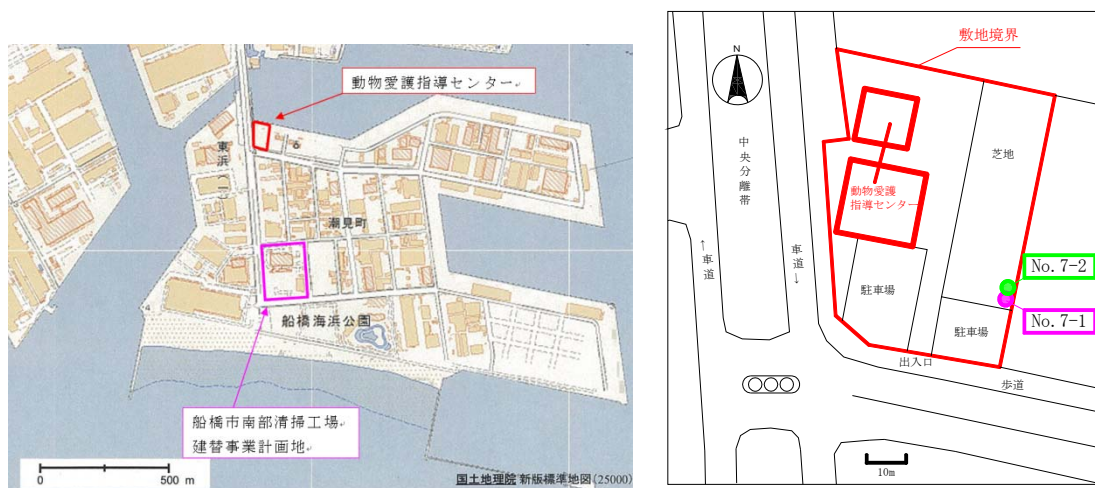 動物愛護指導センター
東浜(一)
6
潮見町
船橋海浜公園
船橋市南部清掃工場
建替事業計画地
0
500 m
国土地理院 新版標準地図(25000)
敷地境界
N
中央分離帯
芝地
動物愛護
指導センター
←車道
車道→
駐車場
No. 7-2
No. 7-1
駐車場
出入口
歩道
10m